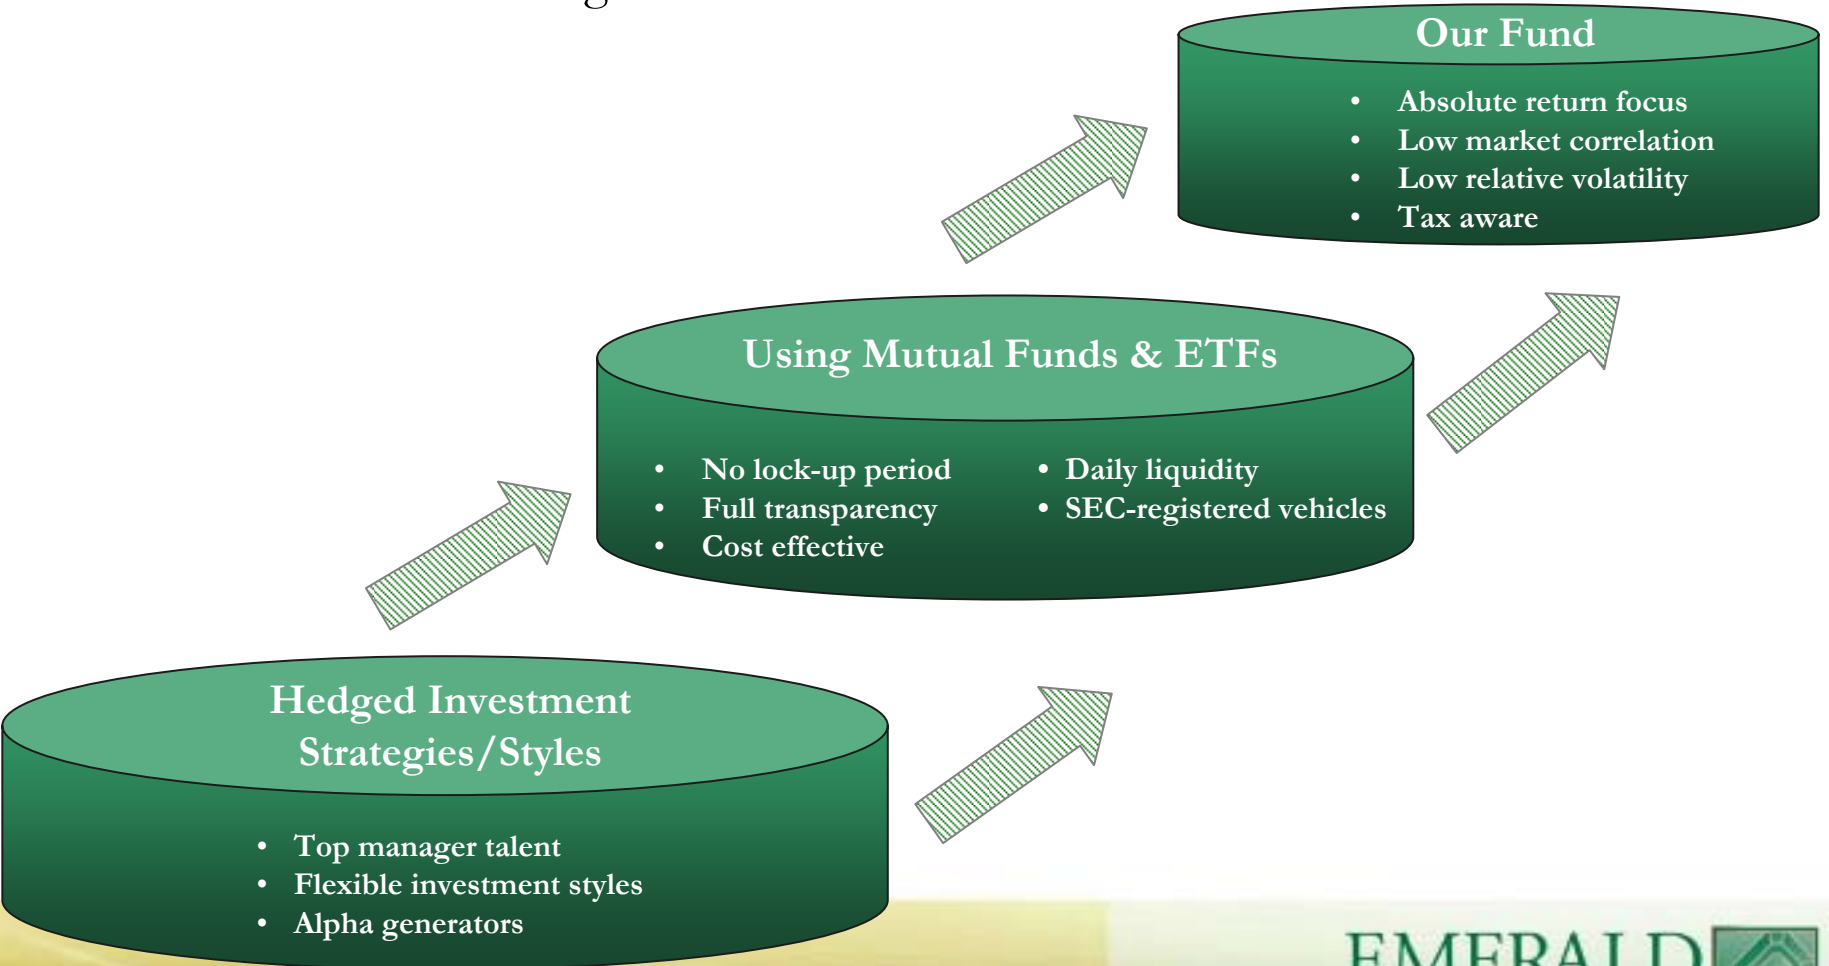 Our Fund
• Absolute return focus
• Low market correlation
• Low relative volatility
• Tax aware
Using Mutual Funds & ETFs
• No lock-up period
• Full transparency
• Cost effective
• Daily liquidity
• SEC-registered vehicles
Hedged Investment
Strategies/Styles
• Top manager talent
• Flexible investment styles
• Alpha generators
EMERALD